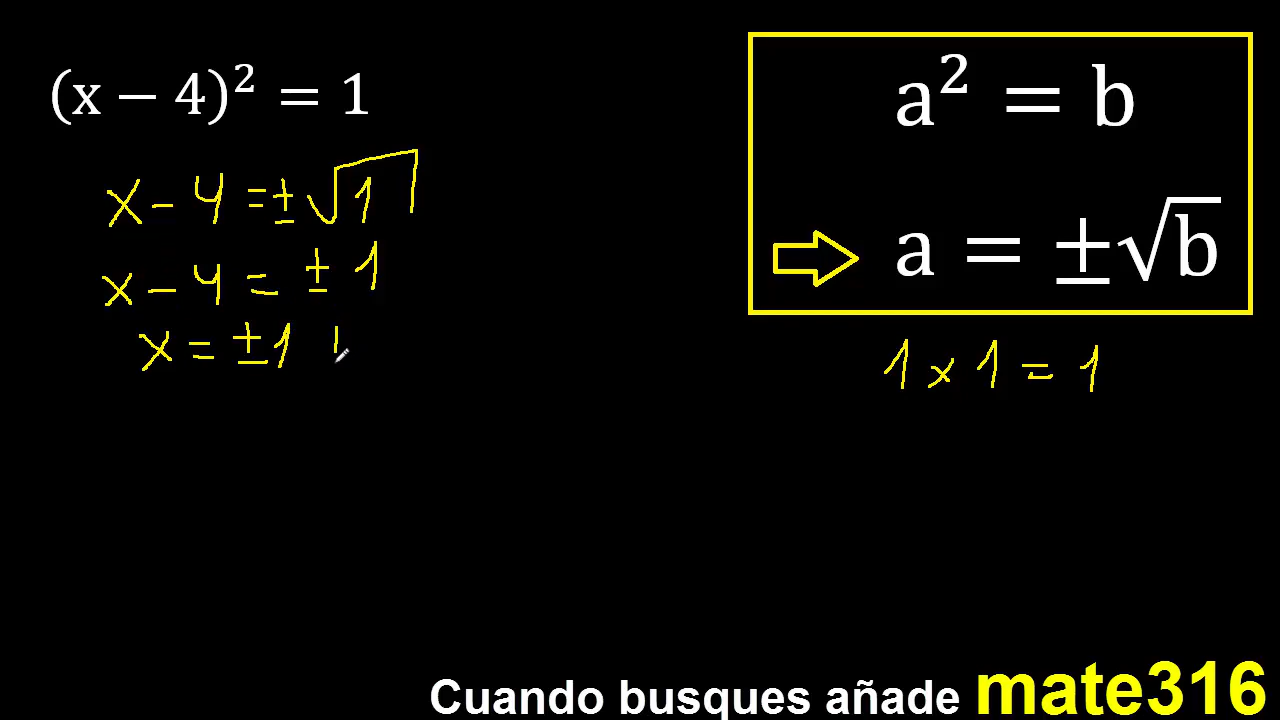 (x − 4)² = 1
x − 4 = ± √1
x − 4 = ± 1
x = ±1
a² = b
a = ±√b
1 x 1 = 1
Cuando busques añade mate316